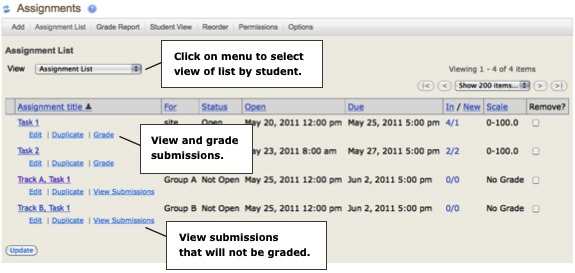 Assignments
Add | Assignment List | Grade Report | Student View | Reorder | Permissions | Options
Assignment List
View Assignment List
Click on menu to select
view of list by student.
Viewing 1 - 4 of 4 items
|< < Show 200 items... > >|
Assignment title For Status Open Due In / New Scale Remove?
Task 1 site Open May 20, 2011 12:00 pm May 25, 2011 5:00 pm 4/1 0-100.0
Edit | Duplicate | Grade
View and grade
submissions.
Task 2 ay 23, 2011 8:00 am May 27, 2011 5:00 pm 2/2 0-100.0
Edit | Duplicate | Grade
Track A, Task 1 Group A Not Open May 25, 2011 12:00 pm Jun 2, 2011 5:00 pm 0/0 No Grade
Edit | Duplicate | View Submissions
Track B, Task 1 Group B Not Open May 25, 2011 12:00 pm Jun 2, 2011 5:00 pm 0/0 No Grade
Edit | Duplicate | View Submissions
View submissions
that will not be graded.
Update